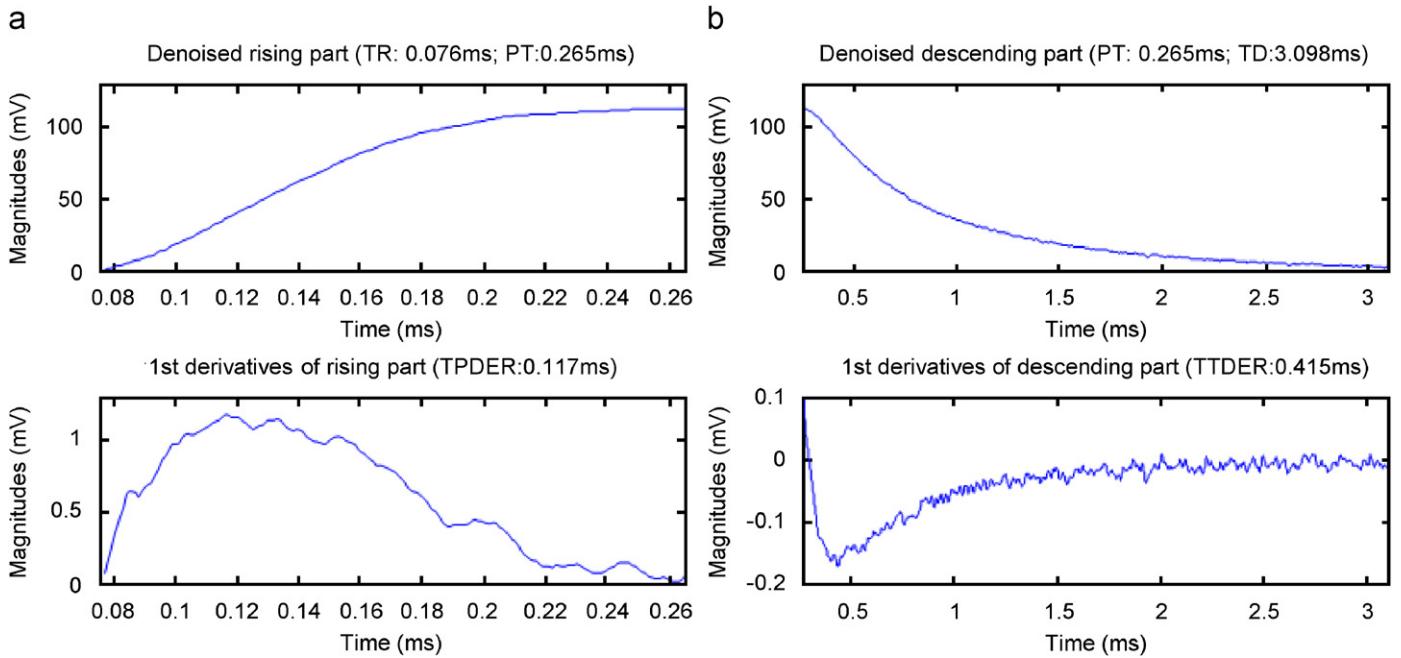 a
Denoised rising part (TR: 0.076ms; PT:0.265ms)
Magnitudes (mV)
100
50
0
0.08 0.1 0.12 0.14 0.16 0.18 0.2 0.22 0.24 0.26
Time (ms)
1st derivatives of rising part (TPDER:0.117ms)
Magnitudes (mV)
1
0.5
0
0.08 0.1 0.12 0.14 0.16 0.18 0.2 0.22 0.24 0.26
Time (ms)
b
Denoised descending part (PT: 0.265ms; TD:3.098ms)
Magnitudes (mV)
100
50
0
0.5 1 1.5 2 2.5 3
Time (ms)
1st derivatives of descending part (TTDER:0.415ms)
Magnitudes (mV)
0.1
0
-0.1
-0.2
0.5 1.0 1.5 2 2.5 3
Time (ms)